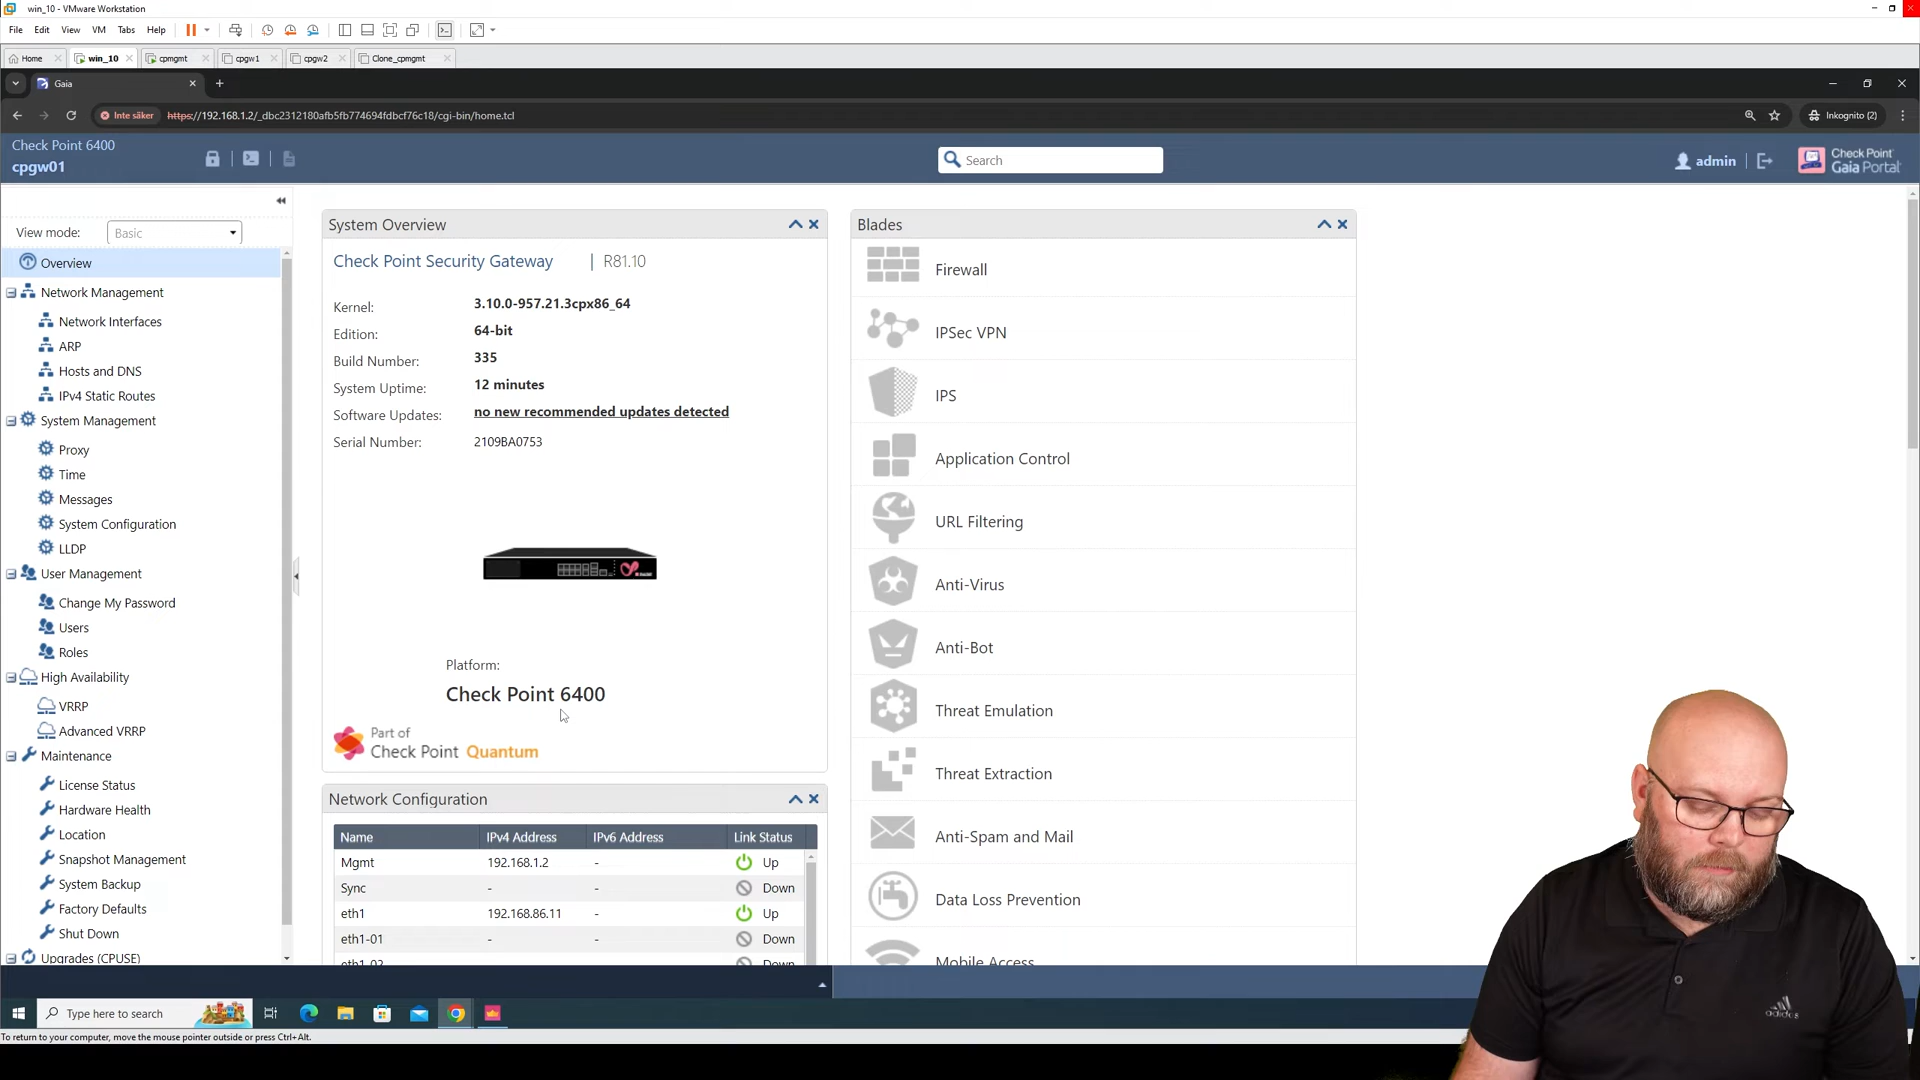 win_10 - VMware Workstation
File Edit View VM Tabs Help
Home win_10 cpmgmt cpgw1 cpgw2 Clone_cpmgmt
Gaia
Inte säker https://192.168.1.2/_dbc2312180afb5fb774694fdbcf76c18/cgi-bin/home.tcl Inkognito (2)
Check Point 6400
cpgw01
Search
admin
Check Point
Gaia Portal
View mode: Basic
Overview
Network Management
Network Interfaces
ARP
Hosts and DNS
IPv4 Static Routes
System Management
Proxy
Time
Messages
System Configuration
LLDP
User Management
Change My Password
Users
Roles
High Availability
VRRP
Advanced VRRP
Maintenance
License Status
Hardware Health
Location
Snapshot Management
System Backup
Factory Defaults
Shut Down
Upgrades (CPUSE)
System Overview
Check Point Security Gateway | R81.10
Kernel: 3.10.0-957.21.3cpx86_64
Edition: 64-bit
Build Number: 335
System Uptime: 12 minutes
Software Updates: no new recommended updates detected
Serial Number: 2109BA0753
Platform:
Check Point 6400
Part of
Check Point Quantum
Network Configuration
Name IPv4 Address IPv6 Address Link Status
Mgmt 192.168.1.2 - Up
Sync - - Down
eth1 192.168.86.11 - Up
eth1-01 - - Down
eth1-02 Down
Blades
Firewall
IPSec VPN
IPS
Application Control
URL Filtering
Anti-Virus
Anti-Bot
Threat Emulation
Threat Extraction
Anti-Spam and Mail
Data Loss Prevention
Mobile Access
Type here to search
To return to your computer, move the mouse pointer outside or press Ctrl+Alt.
adidas